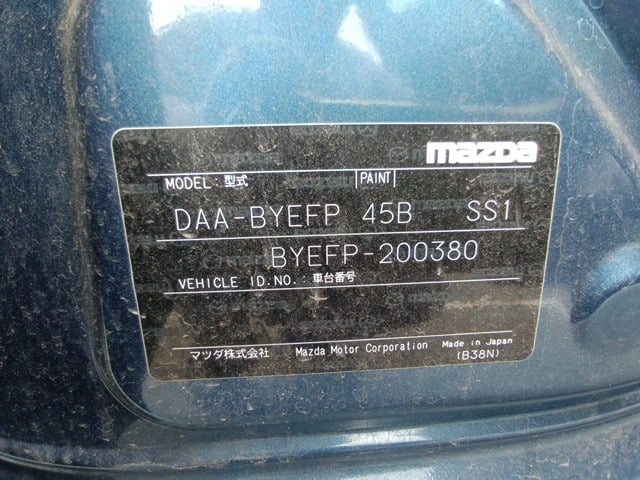 mazda
MODEL : 型式 PAINT
DAA-BYEFP 45B SS1
BYEFP-200380
VEHICLE ID.NO. : 車台番号
マツダ株式会社 Mazda Motor Corporation Made in Japan
(B38N)